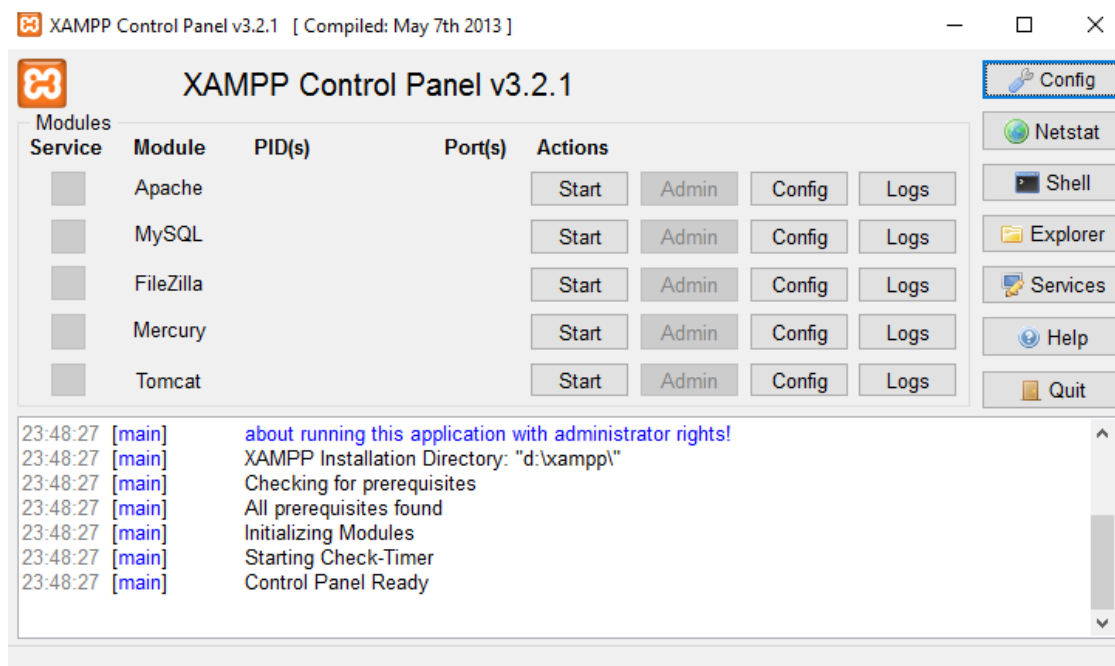 XAMPP Control Panel v3.2.1 [ Compiled: May 7th 2013 ]
XAMPP Control Panel v3.2.1
Config
Modules
Service Module PID(s) Port(s) Actions
Netstat
Apache Start Admin Config Logs
Shell
MySQL Start Admin Config Logs
Explorer
FileZilla Start Admin Config Logs
Services
Mercury Start Admin Config Logs
Help
Tomcat Start Admin Config Logs
Quit
23:48:27 [main] about running this application with administrator rights!
23:48:27 [main] XAMPP Installation Directory: "d:\xampp\"
23:48:27 [main] Checking for prerequisites
23:48:27 [main] All prerequisites found
23:48:27 [main] Initializing Modules
23:48:27 [main] Starting Check-Timer
23:48:27 [main] Control Panel Ready